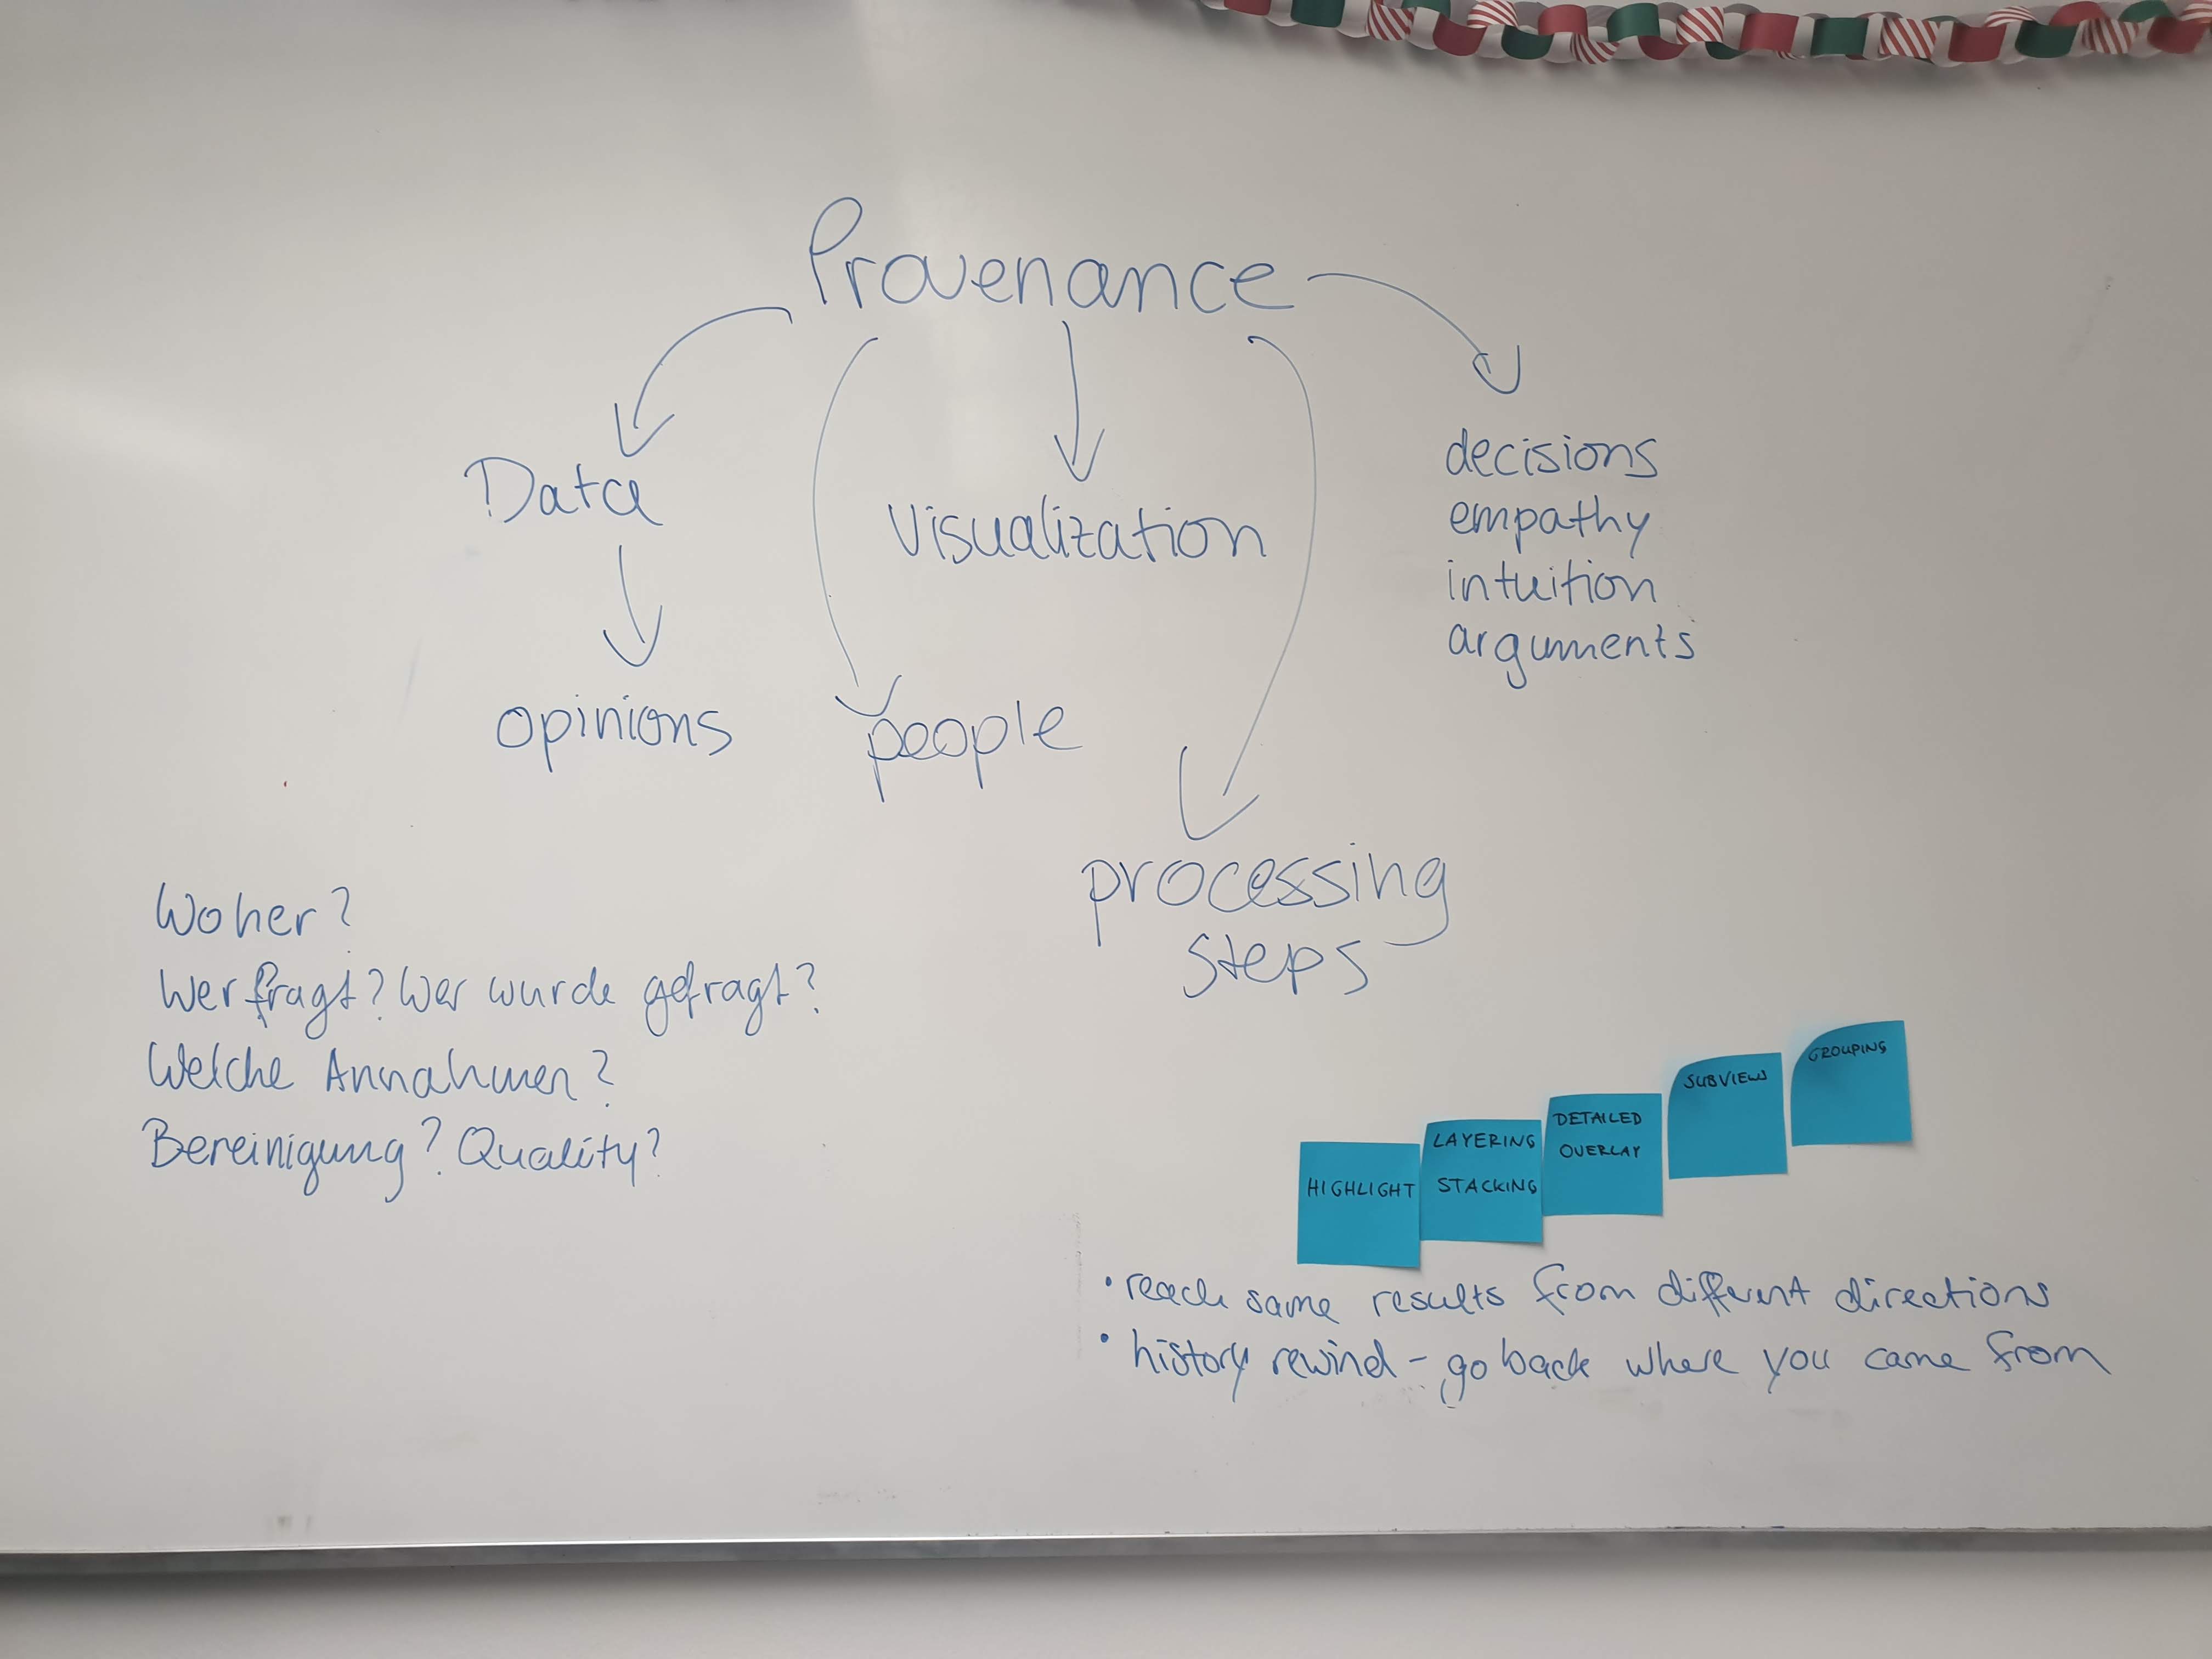 Provenance
Data
Visualization
decisions
empathy
intuition
arguments
opinions
people
processing
steps
Woher?
Wer fragt? Wer wurde gefragt?
Welche Annahmen?
Bereinigung? Quality?
HIGHLIGHT
LAYERING
STACKING
DETAILED
OVERLAY
SUBVIEW
GROUPING
• reach same results from different directions
• history rewind - go back where you came from